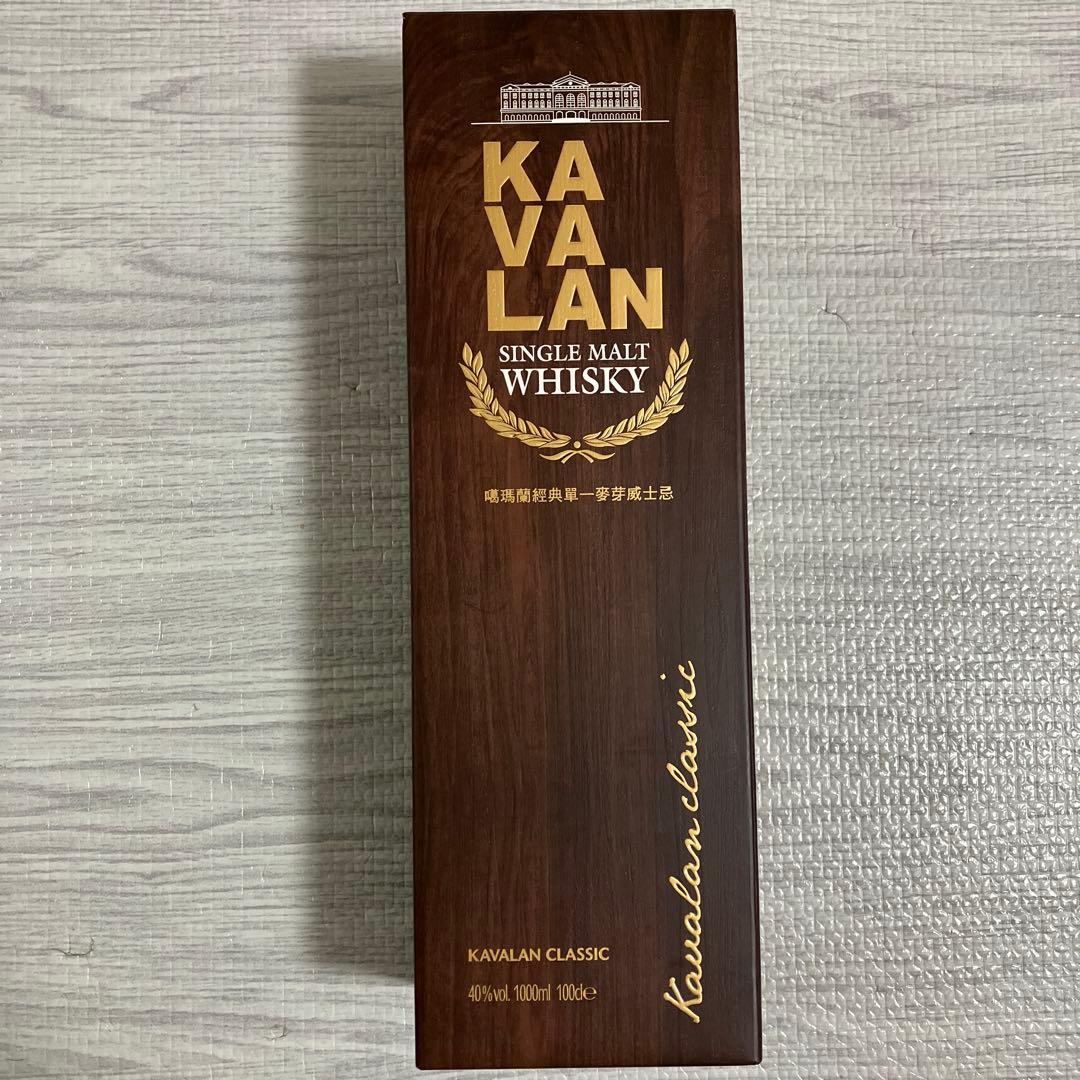 KA
VA
LAN
SINGLE MALT
WHISKY
噶瑪蘭經典單一麥芽威士忌
Kavalan classic
KAVALAN CLASSIC
40%vol. 1000ml 100cl℮